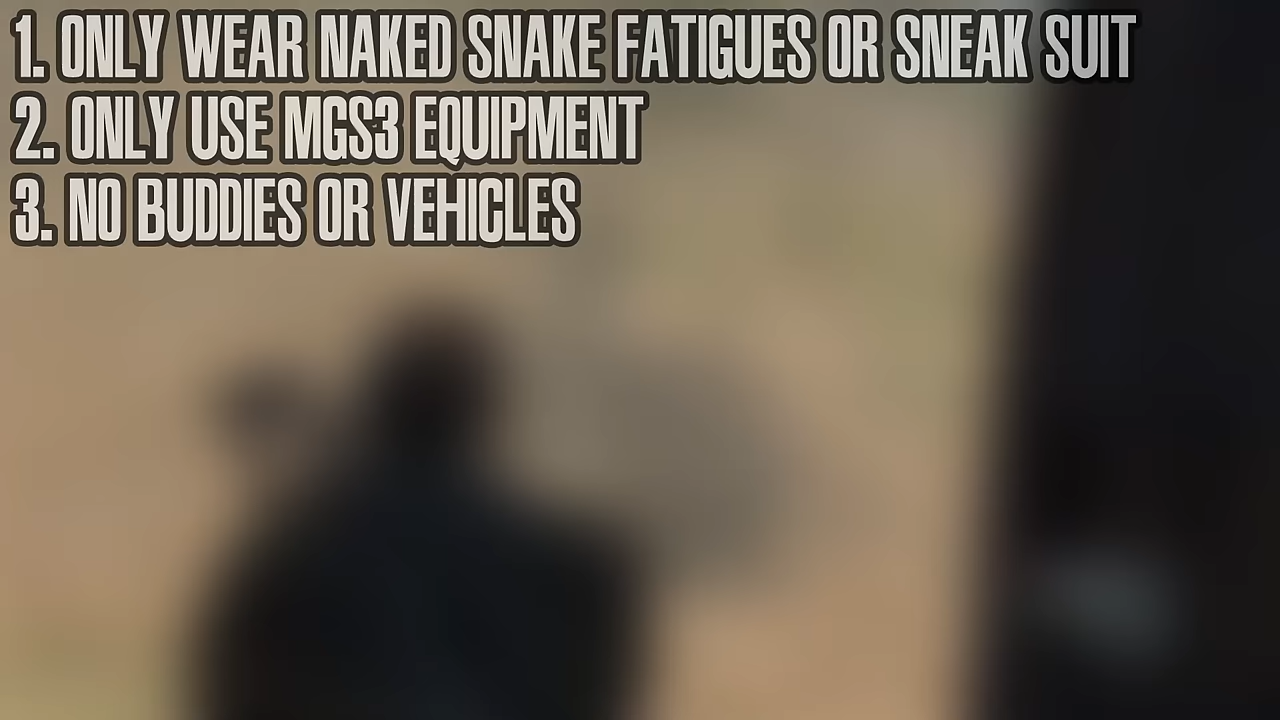 1. ONLY WEAR NAKED SNAKE FATIGUES OR SNEAK SUIT
2. ONLY USE MGS3 EQUIPMENT
3. NO BUDDIES OR VEHICLES